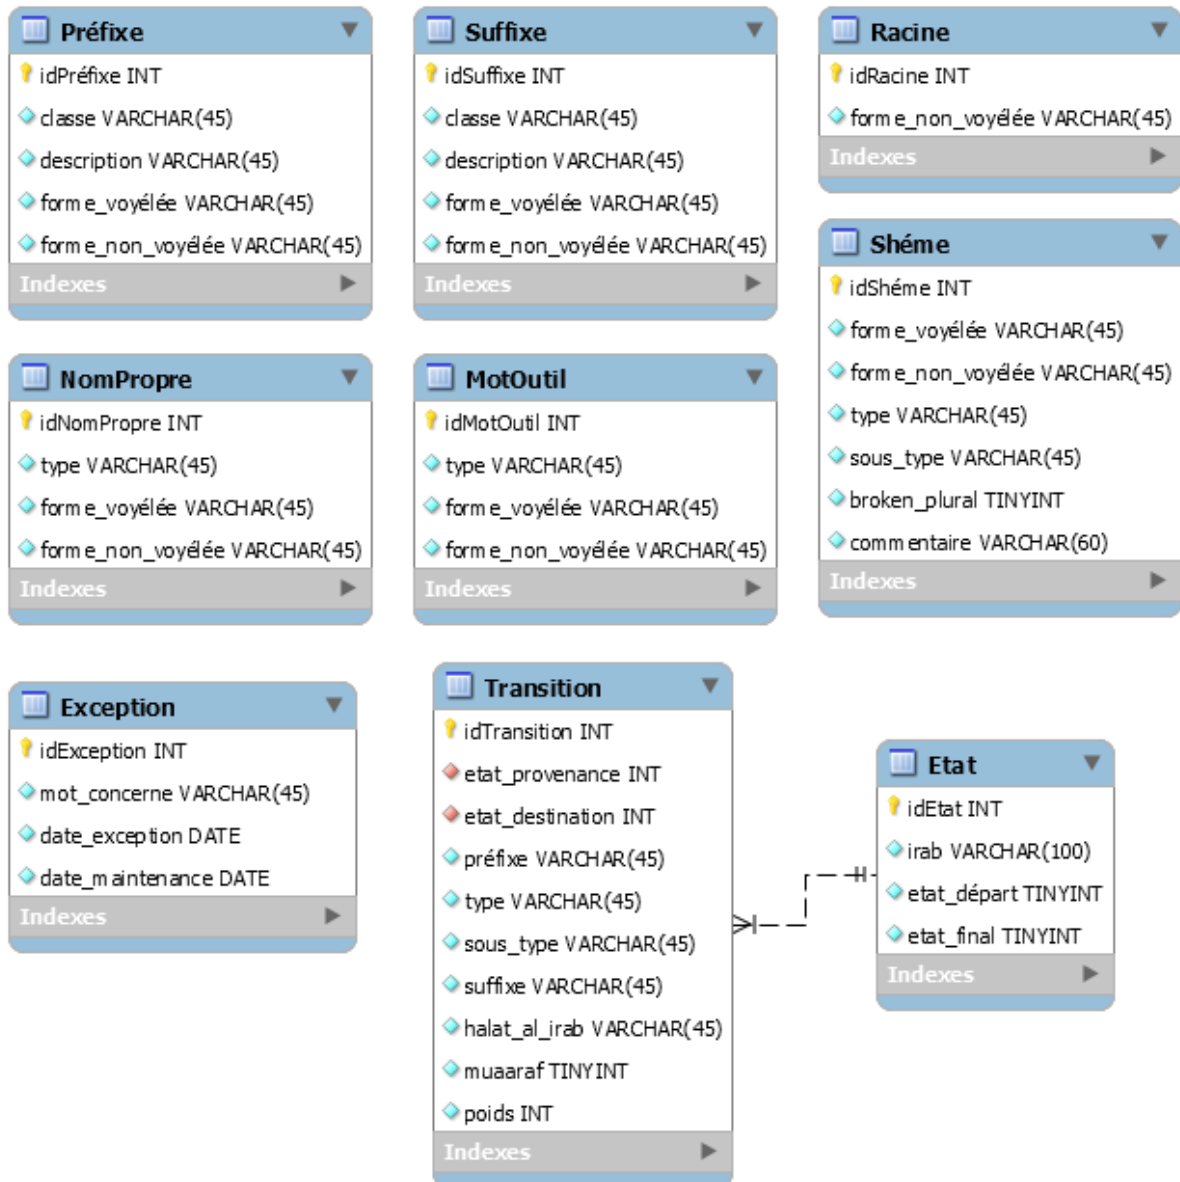 Préfixe
idPréfixe INT
classe VARCHAR(45)
description VARCHAR(45)
forme_voyélée VARCHAR(45)
forme_non_voyélée VARCHAR(45)
Indexes
Suffixe
idSuffixe INT
classe VARCHAR(45)
description VARCHAR(45)
forme_voyélée VARCHAR(45)
forme_non_voyélée VARCHAR(45)
Indexes
Racine
idRacine INT
forme_non_voyélée VARCHAR(45)
Indexes
Shéme
idShéme INT
forme_voyélée VARCHAR(45)
forme_non_voyélée VARCHAR(45)
type VARCHAR(45)
sous_type VARCHAR(45)
broken_plural TINYINT
commentaire VARCHAR(60)
Indexes
NomPropre
idNomPropre INT
type VARCHAR(45)
forme_voyélée VARCHAR(45)
forme_non_voyélée VARCHAR(45)
Indexes
MotOutil
idMotOutil INT
type VARCHAR(45)
forme_voyélée VARCHAR(45)
forme_non_voyélée VARCHAR(45)
Indexes
Exception
idException INT
mot_concerne VARCHAR(45)
date_exception DATE
date_maintenance DATE
Indexes
Transition
idTransition INT
etat_provenance INT
etat_destination INT
préfixe VARCHAR(45)
type VARCHAR(45)
sous_type VARCHAR(45)
suffixe VARCHAR(45)
halat_al_irab VARCHAR(45)
muaaraf TINYINT
poids INT
Indexes
Etat
idEtat INT
irab VARCHAR(100)
etat_départ TINYINT
etat_final TINYINT
Indexes